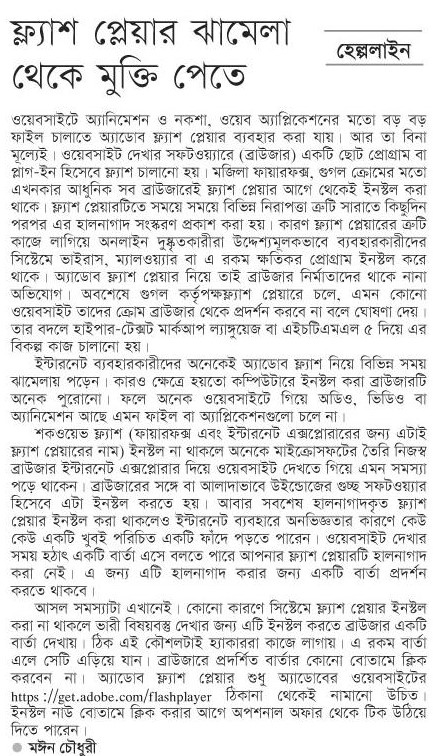 ফ্ল্যাশ প্লেয়ার ঝামেলা
থেকে মুক্তি পেতে
হেল্পলাইন
ওয়েবসাইটে অ্যানিমেশন ও নকশা, ওয়েব অ্যাপ্লিকেশনের মতো বড় বড়
ফাইল চালাতে অ্যাডোব ফ্ল্যাশ প্লেয়ার ব্যবহার করা যায়। আর তা বিনা
মূল্যেই। ওয়েবসাইট দেখার সফটওয়্যারে (ব্রাউজার) একটি ছোট প্রোগ্রাম বা
প্লাগ-ইন হিসেবে ফ্ল্যাশ চালানো হয়। মজিলা ফায়ারফক্স, গুগল ক্রোমের মতো
এখনকার আধুনিক সব ব্রাউজারেই ফ্ল্যাশ প্লেয়ার আগে থেকেই ইনস্টল করা
থাকে। ফ্ল্যাশ প্লেয়ারটিতে সময়ে সময়ে বিভিন্ন নিরাপত্তা ত্রুটি সারাতে কিছুদিন
পরপর এর হালনাগাদ সংস্করণ প্রকাশ করা হয়। কারণ ফ্ল্যাশ প্লেয়ারের ত্রুটি
কাজে লাগিয়ে অনলাইন দুষ্কৃতকারীরা উদ্দেশ্যমূলকভাবে ব্যবহারকারীদের
সিস্টেমে ভাইরাস, ম্যালওয়্যার বা এ রকম ক্ষতিকর প্রোগ্রাম ইনস্টল করে
থাকে। অ্যাডোব ফ্ল্যাশ প্লেয়ার নিয়ে তাই ব্রাউজার নির্মাতাদের থাকে নানা
অভিযোগ। অবশেষে গুগল কর্তৃপক্ষফ্ল্যাশ প্লেয়ারে চলে, এমন কোনো
ওয়েবসাইট তাদের ক্রোম ব্রাউজার থেকে প্রদর্শন করবে না বলে ঘোষণা দেয়।
তার বদলে হাইপার-টেক্সট মার্কআপ ল্যাঙ্গুয়েজ বা এইচটিএমএল ৫ দিয়ে এর
বিকল্প কাজ চালানো হয়।
ইন্টারনেট ব্যবহারকারীদের অনেকেই অ্যাডোব ফ্ল্যাশ নিয়ে বিভিন্ন সময়
ঝামেলায় পড়েন। কারও ক্ষেত্রে হয়তো কম্পিউটারে ইনস্টল করা ব্রাউজারটি
অনেক পুরোনো। ফলে অনেক ওয়েবসাইটে গিয়ে অডিও, ভিডিও বা
অ্যানিমেশন আছে এমন ফাইল বা অ্যাপ্লিকেশনগুলো চলে না।
শকওয়েভ ফ্ল্যাশ (ফায়ারফক্স এবং ইন্টারনেট এক্সপ্লোরারের জন্য এটাই
ফ্ল্যাশ প্লেয়ারের নাম) ইনস্টল না থাকলে অনেকে মাইক্রোসফটের তৈরি নিজস্ব
ব্রাউজার ইন্টারনেট এক্সপ্লোরার দিয়ে ওয়েবসাইট দেখতে গিয়ে এমন সমস্যা
পড়ে থাকেন। ব্রাউজারের সঙ্গে বা আলাদাভাবে উইন্ডোজের গুচ্ছ সফটওয়্যার
হিসেবে এটা ইনস্টল করতে হয়। আবার সবশেষ হালনাগাদকৃত ফ্ল্যাশ
প্লেয়ার ইনস্টল করা থাকলেও ইন্টারনেট ব্যবহারে অনভিজ্ঞতার কারণে কেউ
কেউ একটি খুবই পরিচিত একটি ফাঁদে পড়তে পারেন। ওয়েবসাইট দেখার
সময় হঠাৎ একটি বার্তা এসে বলতে পারে আপনার ফ্ল্যাশ প্লেয়ারটি হালনাগাদ
করা নেই। এ জন্য এটি হালনাগাদ করার জন্য একটি বার্তা প্রদর্শন
করতে থাকবে।
আসল সমস্যাটা এখানেই। কোনো কারণে সিস্টেমে ফ্ল্যাশ প্লেয়ার ইনস্টল
করা না থাকলে ভারী বিষয়বস্তু দেখার জন্য এটি ইনস্টল করতে ব্রাউজার একটি
বার্তা দেখায়। ঠিক এই কৌশলটাই হ্যাকাররা কাজে লাগায়। এ রকম বার্তা
এলে সেটি এড়িয়ে যান। ব্রাউজারে প্রদর্শিত বার্তার কোনো বোতামে ক্লিক
করবেন না। অ্যাডোব ফ্ল্যাশ প্লেয়ার শুধু অ্যাডোবের ওয়েবসাইটের
https://get.adobe.com/flashplayer ঠিকানা থেকেই নামানো উচিত।
ইনস্টল নাউ বোতামে ক্লিক করার আগে অপশনাল অফার থেকে টিক উঠিয়ে
দিতে পারেন।
● মঈন চৌধুরী